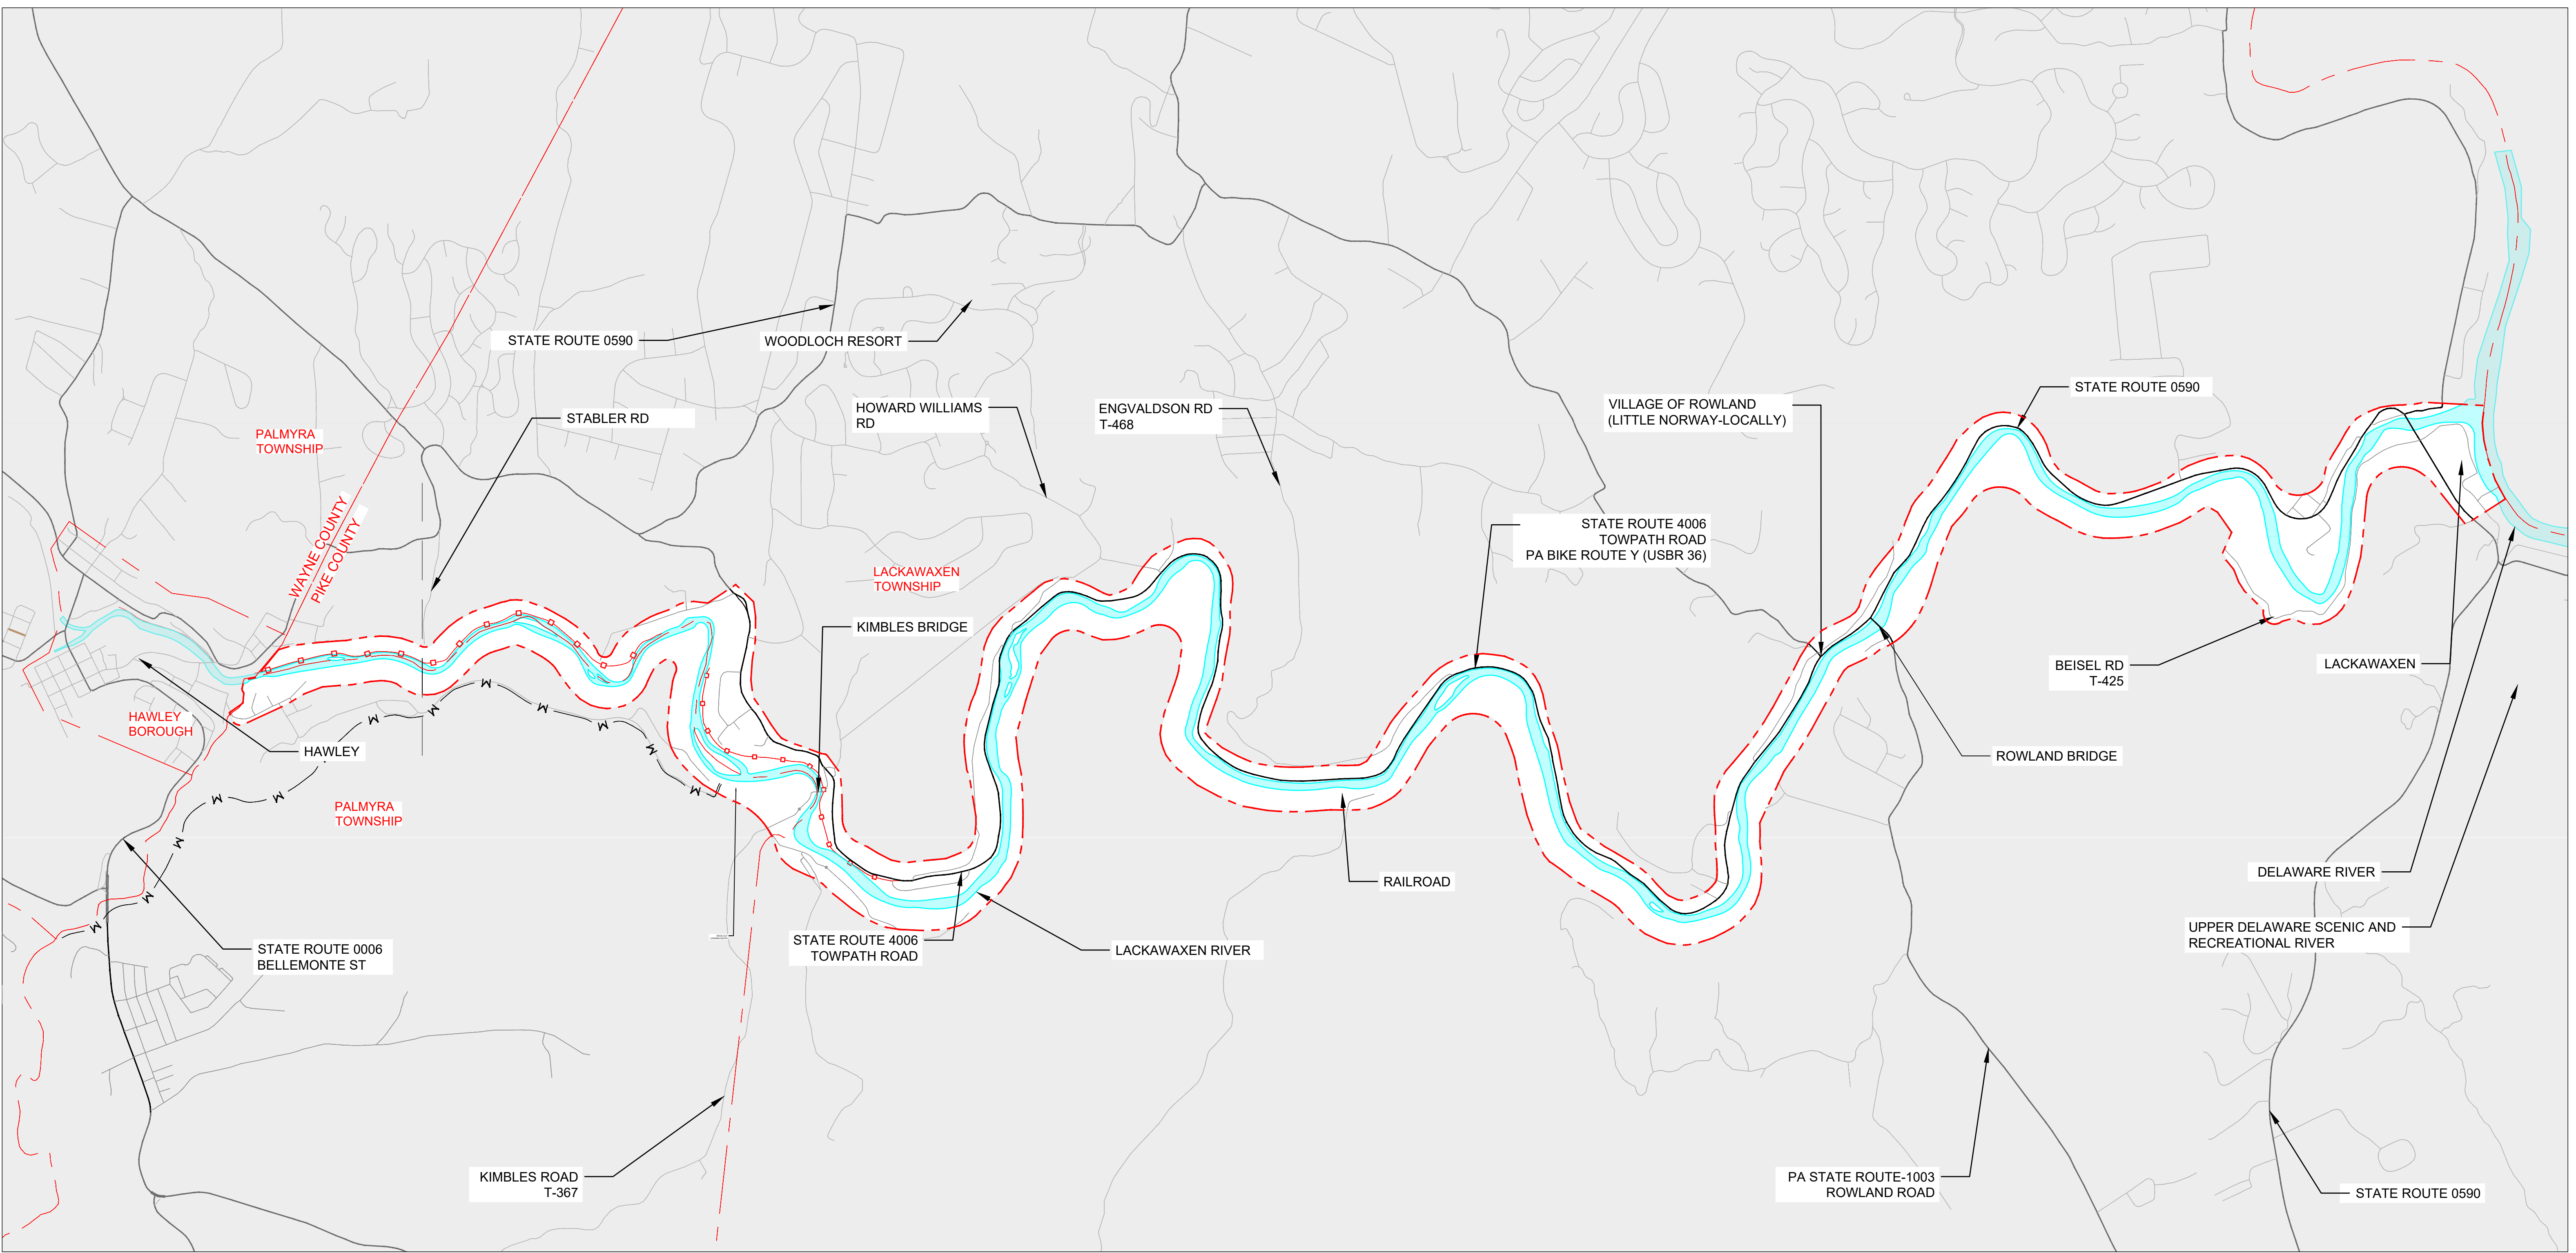 STATE ROUTE 0590
WOODLOCH RESORT
STABLER RD
HOWARD WILLIAMS
RD
ENGVALDSON RD
T-468
VILLAGE OF ROWLAND
(LITTLE NORWAY-LOCALLY)
STATE ROUTE 0590
PALMYRA
TOWNSHIP
WAYNE COUNTY
PIKE COUNTY
STATE ROUTE 4006
TOWPATH ROAD
PA BIKE ROUTE Y (USBR 36)
LACKAWAXEN
TOWNSHIP
KIMBLES BRIDGE
BEISEL RD
T-425
LACKAWAXEN
HAWLEY
BOROUGH
HAWLEY
ROWLAND BRIDGE
PALMYRA
TOWNSHIP
M
M
M
M
M
M
M
M
M
M
M
M
M
RAILROAD
DELAWARE RIVER
STATE ROUTE 0006
BELLEMONTE ST
STATE ROUTE 4006
TOWPATH ROAD
LACKAWAXEN RIVER
UPPER DELAWARE SCENIC AND
RECREATIONAL RIVER
KIMBLES ROAD
T-367
PA STATE ROUTE-1003
ROWLAND ROAD
STATE ROUTE 0590